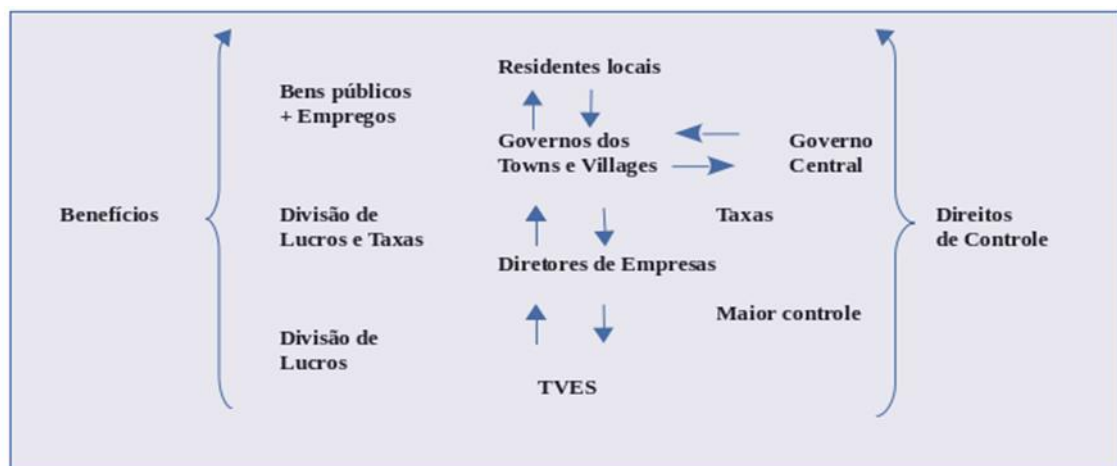 Residentes locais
Bens públicos
+ Empregos
Governos dos
Towns e Villages
Governo
Central
Benefícios
Divisão de
Lucros e Taxas
Taxas
Direitos
de Controle
Diretores de Empresas
Maior controle
Divisão de
Lucros
TVES